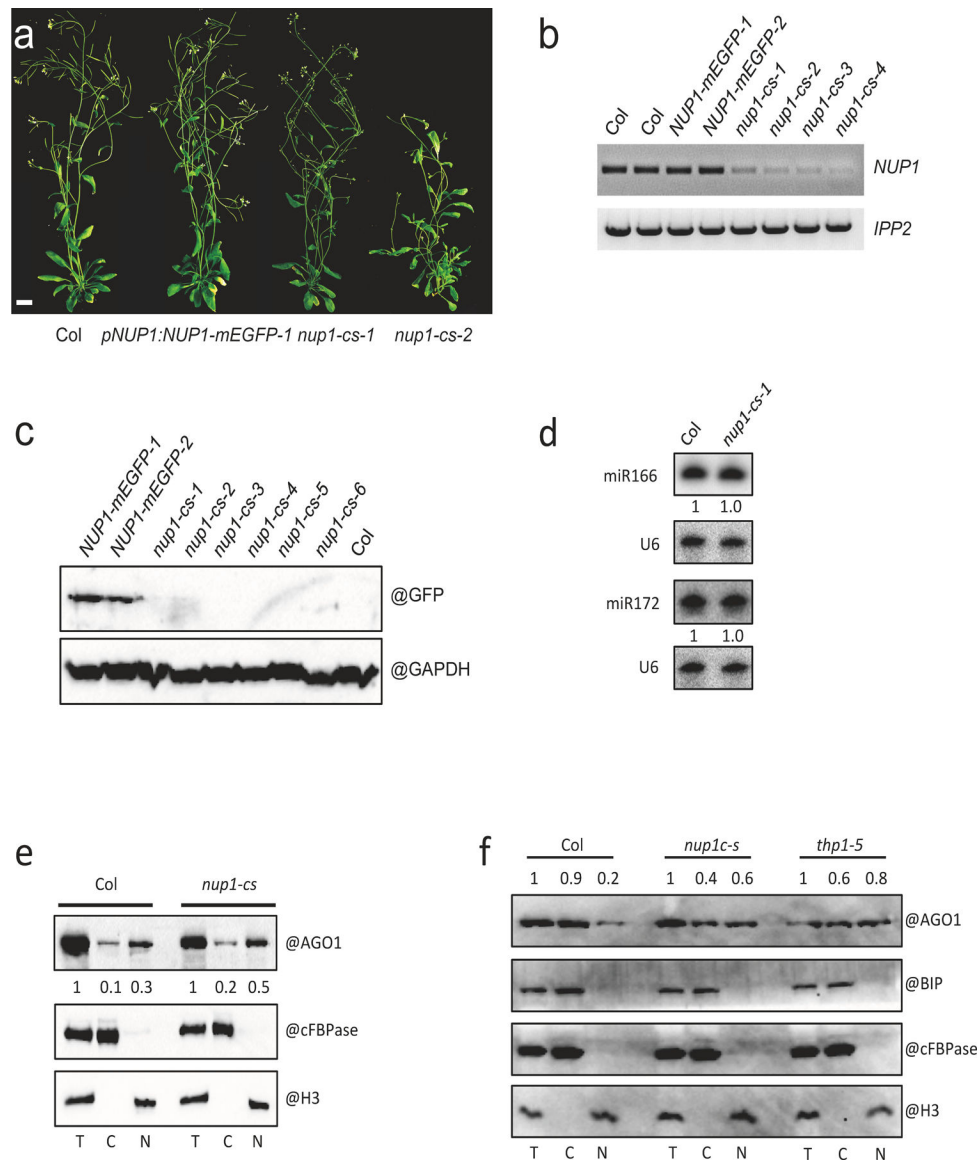 a
Col pNUP1:NUP1-mEGFP-1 nup1-cs-1 nup1-cs-2
b
Col Col NUP1-mEGFP-1 NUP1-mEGFP-2 nup1-cs-1 nup1-cs-2 nup1-cs-3 nup1-cs-4
NUP1
IPP2
c
NUP1-mEGFP-1 NUP1-mEGFP-2 nup1-cs-1 nup1-cs-2 nup1-cs-3 nup1-cs-4 nup1-cs-5 nup1-cs-6 Col
@GFP
@GAPDH
d
Col nup1-cs-1
miR166
1 1.0
U6
miR172
1 1.0
U6
e
Col nup1-cs
@AGO1
1 0.1 0.3 1 0.2 0.5
@cFBPase
@H3
T C N T C N
f
Col nup1c-s thp1-5
1 0.9 0.2 1 0.4 0.6 1 0.6 0.8
@AGO1
@BIP
@cFBPase
@H3
T C N T C N T C N